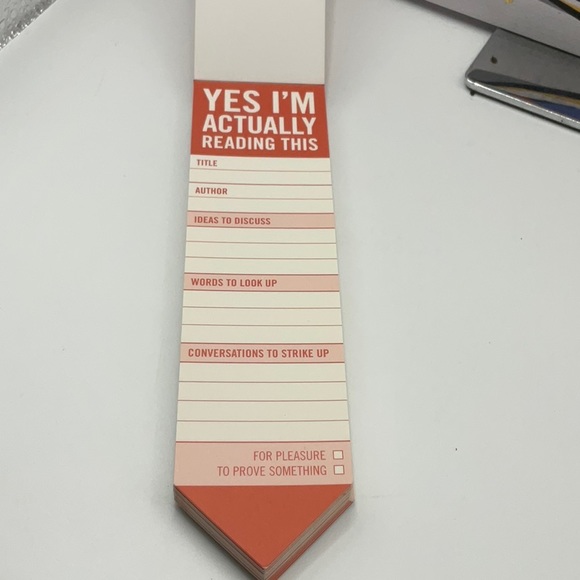 YES I'M
ACTUALLY
READING THIS
TITLE
AUTHOR
IDEAS TO DISCUSS
WORDS TO LOOK UP
CONVERSATIONS TO STRIKE UP
FOR PLEASURE
TO PROVE SOMETHING